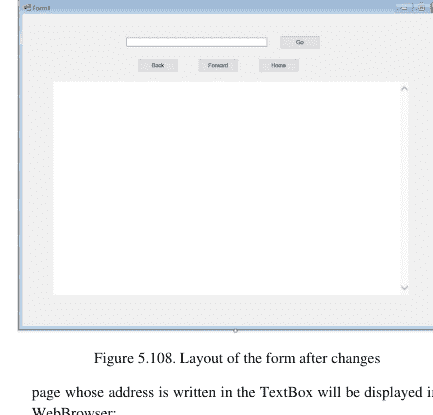 Form1
Go
Back Forward Home
Figure 5.108. Layout of the form after changes
page whose address is written in the TextBox will be displayed in
WebBrowser: